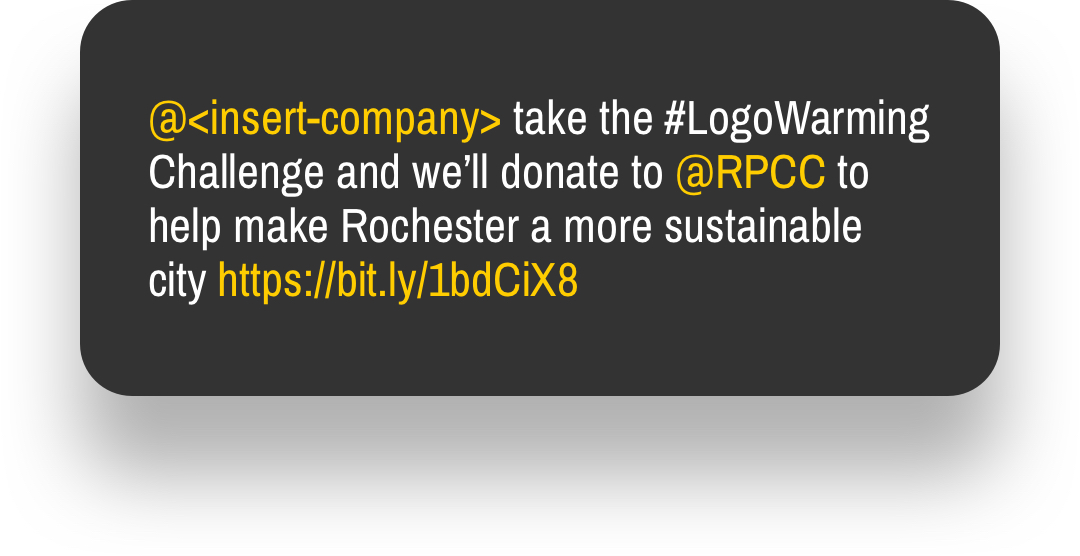 @<insert-company> take the #LogoWarming
Challenge and we’ll donate to @RPCC to
help make Rochester a more sustainable
city https://bit.ly/1bdCiX8